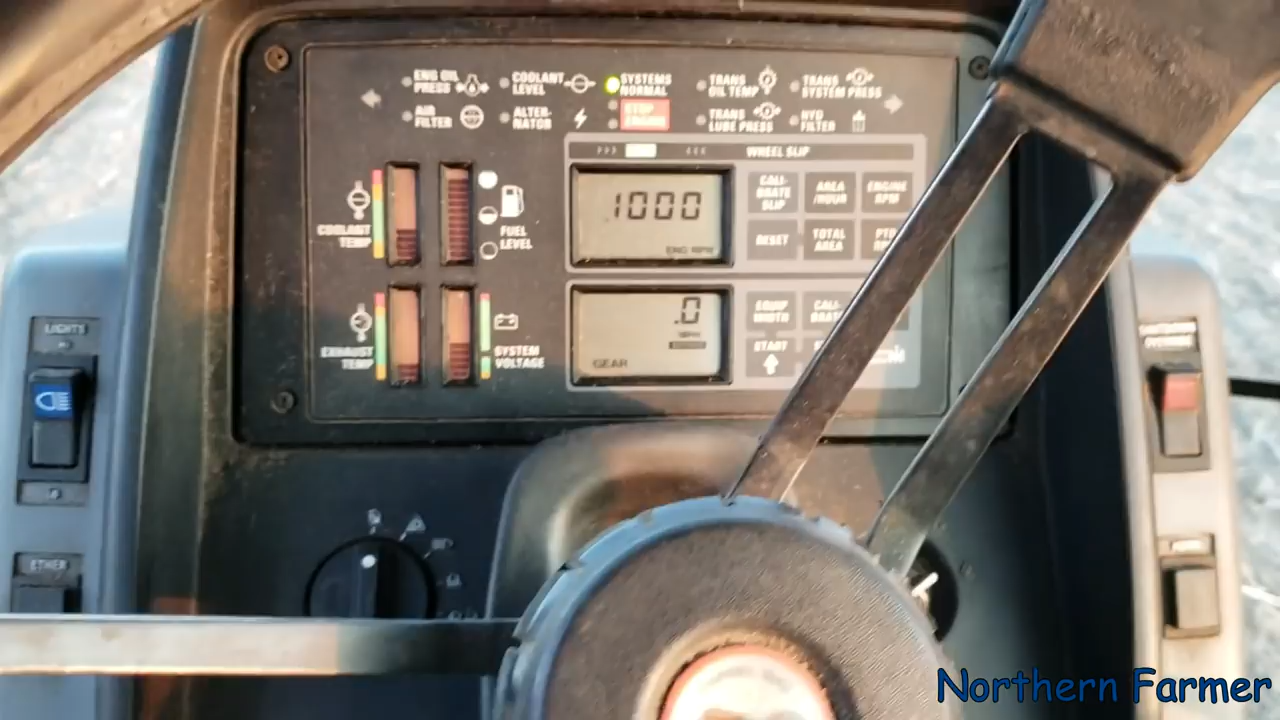 ENG OIL
PRESS
COOLANT
LEVEL
SYSTEMS
NORMAL
TRANS
OIL TEMP
TRANS
SYSTEM PRESS
AIR
FILTER
ALTER-
NATOR
STOP
ENGINE
TRANS
LUBE PRESS
HYD
FILTER
WHEEL SLIP
COOLANT
TEMP
FUEL
LEVEL
1000
ENG RPM
CALI-
BRATE
SLIP
AREA
/HOUR
ENGINE
RPM
RESET
TOTAL
AREA
EXHAUST
TEMP
SYSTEM
VOLTAGE
.0
MPH
GEAR
EQUIP
WIDTH
START
LIGHTS
ETHER
Northern Farmer